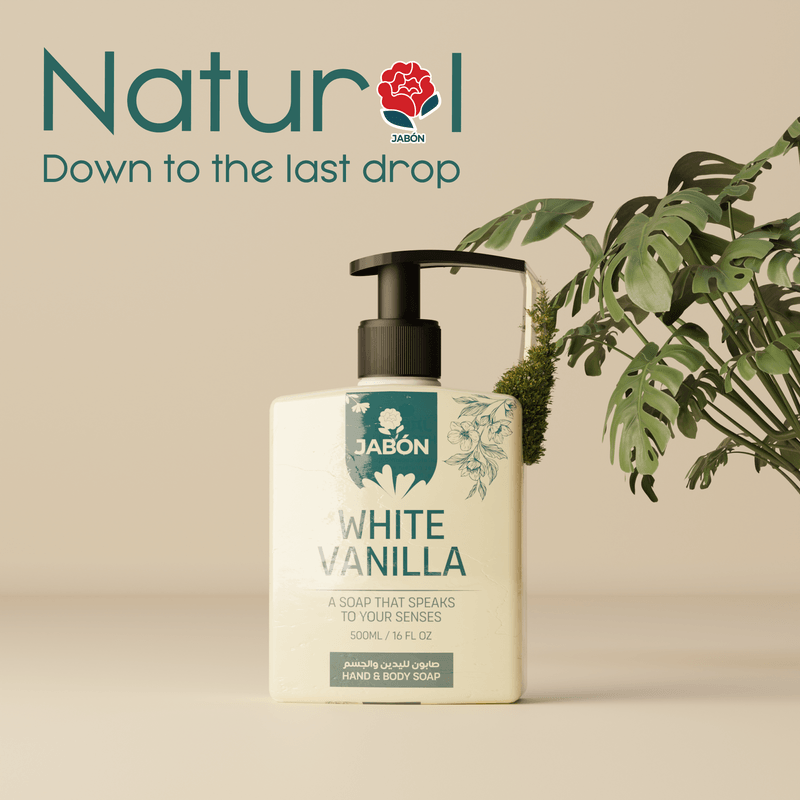 Natural
JABÓN
Down to the last drop
JABÓN
WHITE
VANILLA
A SOAP THAT SPEAKS
TO YOUR SENSES
500ML / 16 FL OZ
صابون لليدين والجسم
HAND & BODY SOAP